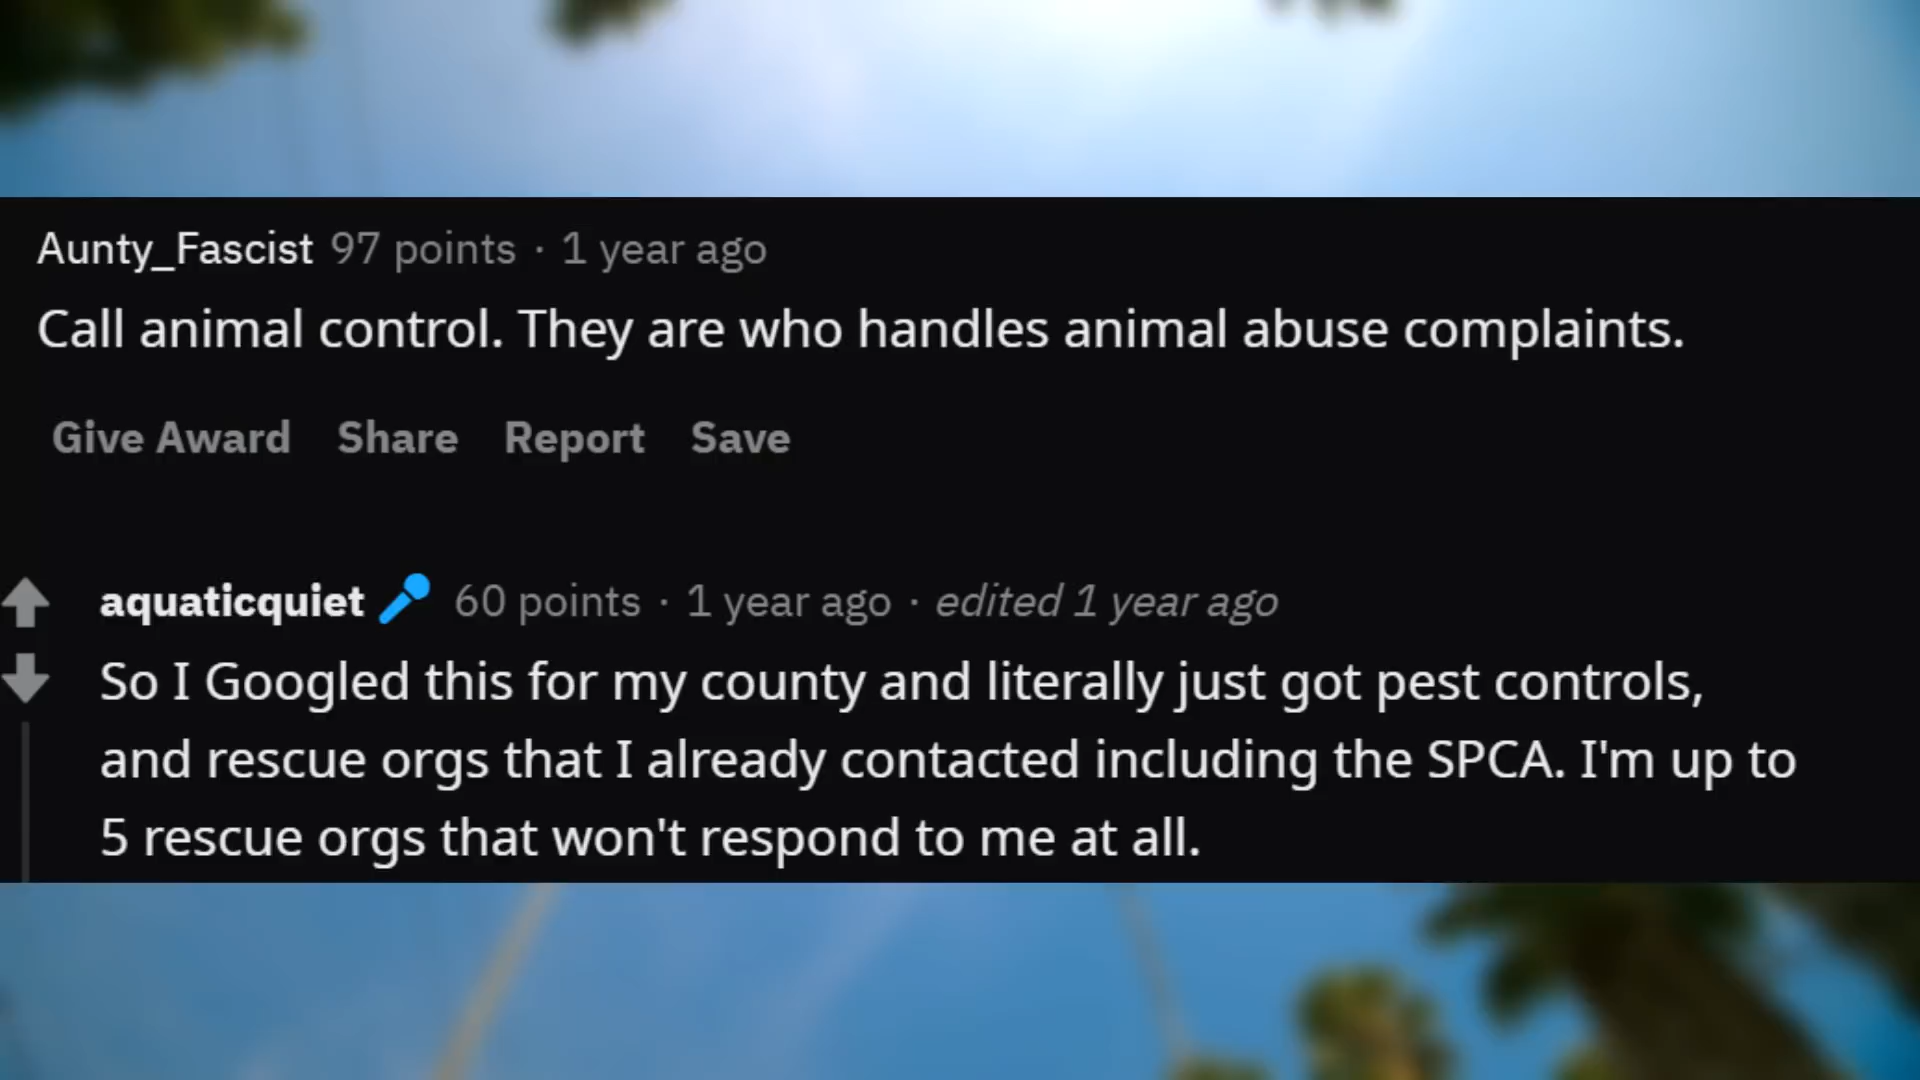 Aunty_Fascist 97 points · 1 year ago
Call animal control. They are who handles animal abuse complaints.
Give Award Share Report Save
aquaticquiet 60 points · 1 year ago · edited 1 year ago
So I Googled this for my county and literally just got pest controls,
and rescue orgs that I already contacted including the SPCA. I'm up to
5 rescue orgs that won't respond to me at all.